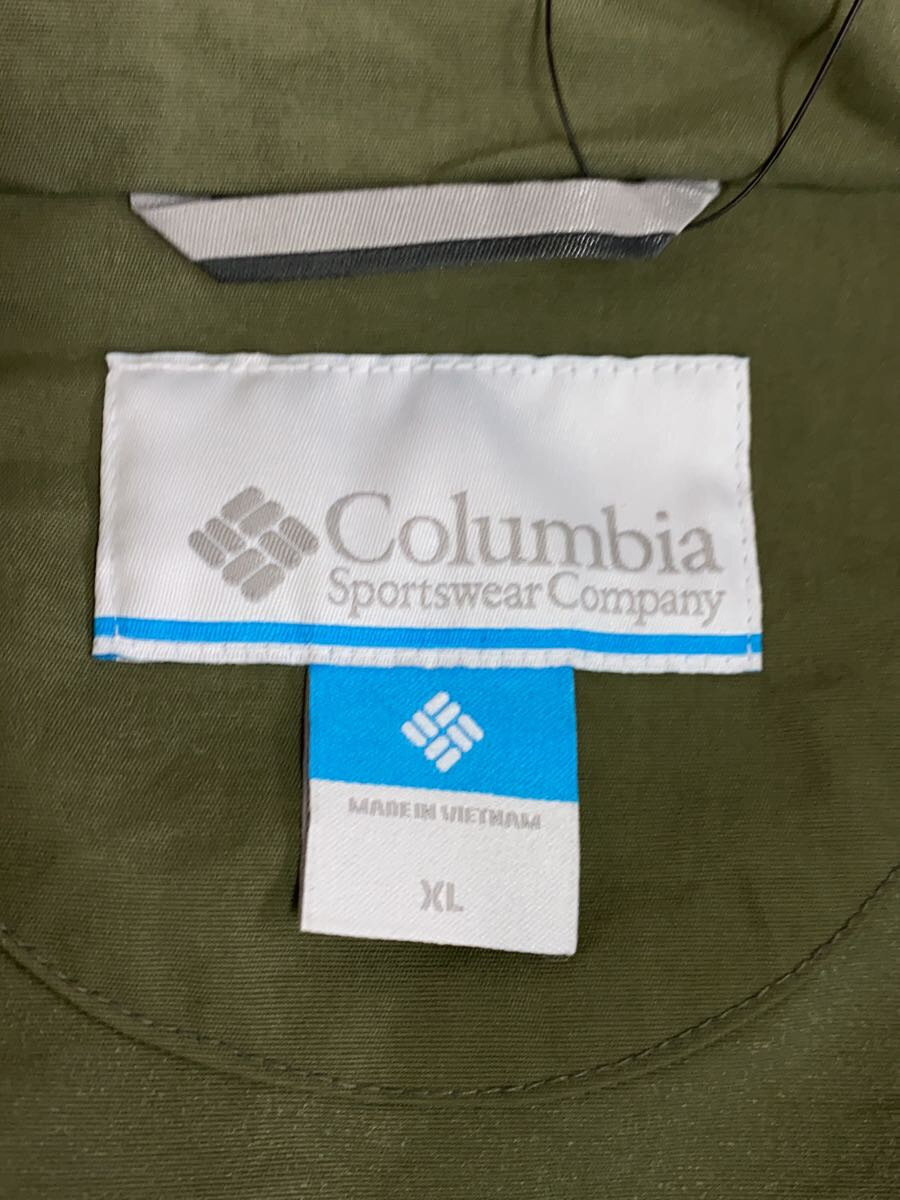 Columbia
Sportswear Company
MADE IN VIETNAM
XL